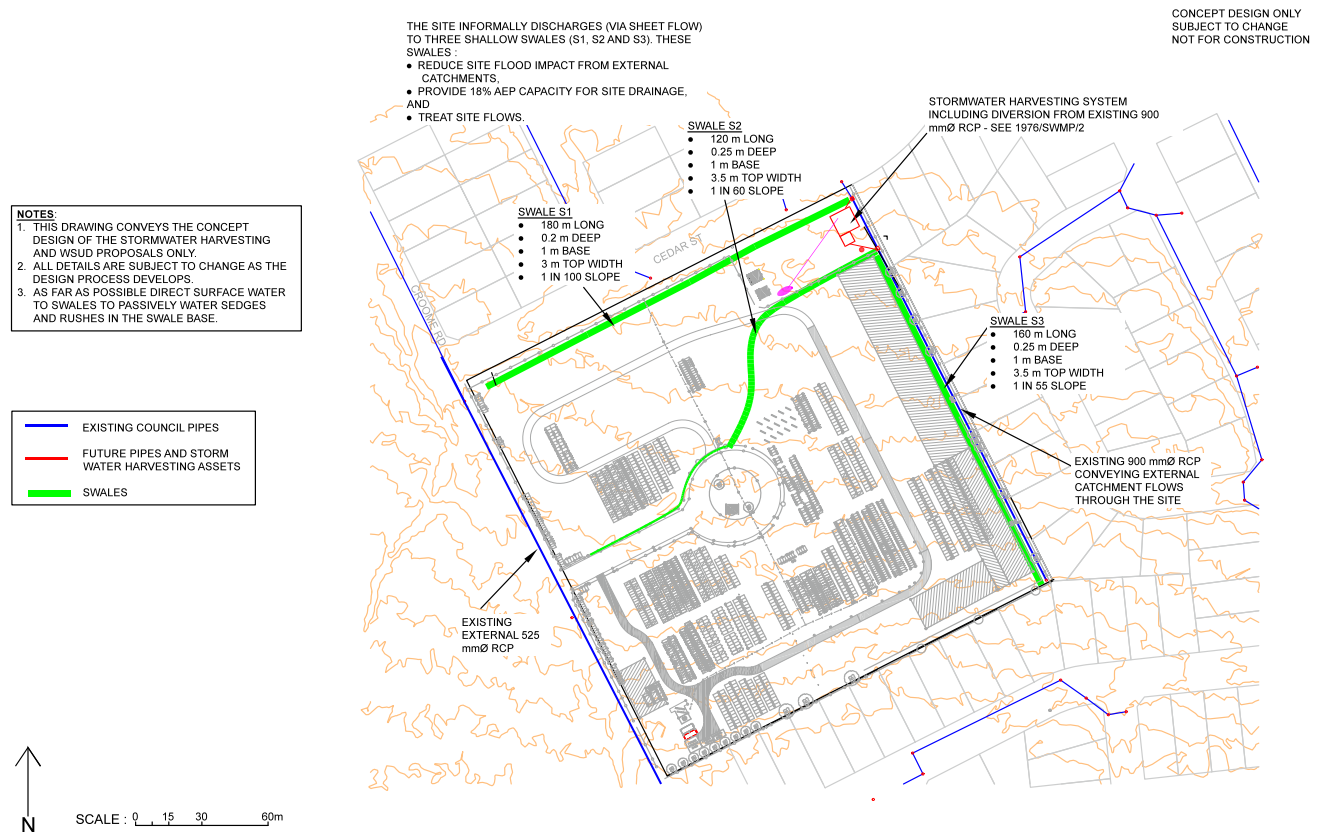 THE SITE INFORMALLY DISCHARGES (VIA SHEET FLOW)
TO THREE SHALLOW SWALES (S1, S2 AND S3). THESE
SWALES :
● REDUCE SITE FLOOD IMPACT FROM EXTERNAL
CATCHMENTS,
● PROVIDE 18% AEP CAPACITY FOR SITE DRAINAGE,
AND
● TREAT SITE FLOWS.
CONCEPT DESIGN ONLY
SUBJECT TO CHANGE
NOT FOR CONSTRUCTION
STORMWATER HARVESTING SYSTEM
INCLUDING DIVERSION FROM EXISTING 900
mmØ RCP - SEE 1976/SWMP/2
SWALE S2
● 120 m LONG
● 0.25 m DEEP
● 1 m BASE
● 3.5 m TOP WIDTH
● 1 IN 60 SLOPE
SWALE S1
● 180 m LONG
● 0.2 m DEEP
● 1 m BASE
● 3 m TOP WIDTH
● 1 IN 100 SLOPE
CEDAR ST
CROOME RD
NOTES:
1. THIS DRAWING CONVEYS THE CONCEPT
DESIGN OF THE STORMWATER HARVESTING
AND WSUD PROPOSALS ONLY.
2. ALL DETAILS ARE SUBJECT TO CHANGE AS THE
DESIGN PROCESS DEVELOPS.
3. AS FAR AS POSSIBLE DIRECT SURFACE WATER
TO SWALES TO PASSIVELY WATER SEDGES
AND RUSHES IN THE SWALE BASE.
SWALE S3
● 160 m LONG
● 0.25 m DEEP
● 1 m BASE
● 3.5 m TOP WIDTH
● 1 IN 55 SLOPE
EXISTING COUNCIL PIPES
FUTURE PIPES AND STORM
WATER HARVESTING ASSETS
SWALES
EXISTING 900 mmØ RCP
CONVEYING EXTERNAL
CATCHMENT FLOWS
THROUGH THE SITE
EXISTING
EXTERNAL 525
mmØ RCP
N
SCALE : 0 15 30 60m